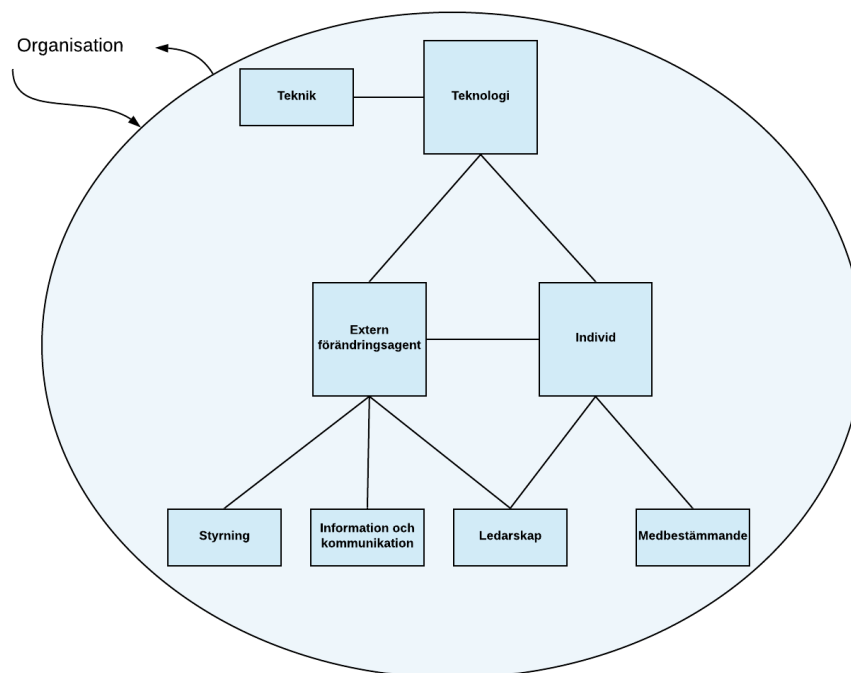 Organisation
Teknik
Teknologi
Extern
förändringsagent
Individ
Styrning
Information och
kommunikation
Ledarskap
Medbestämmande